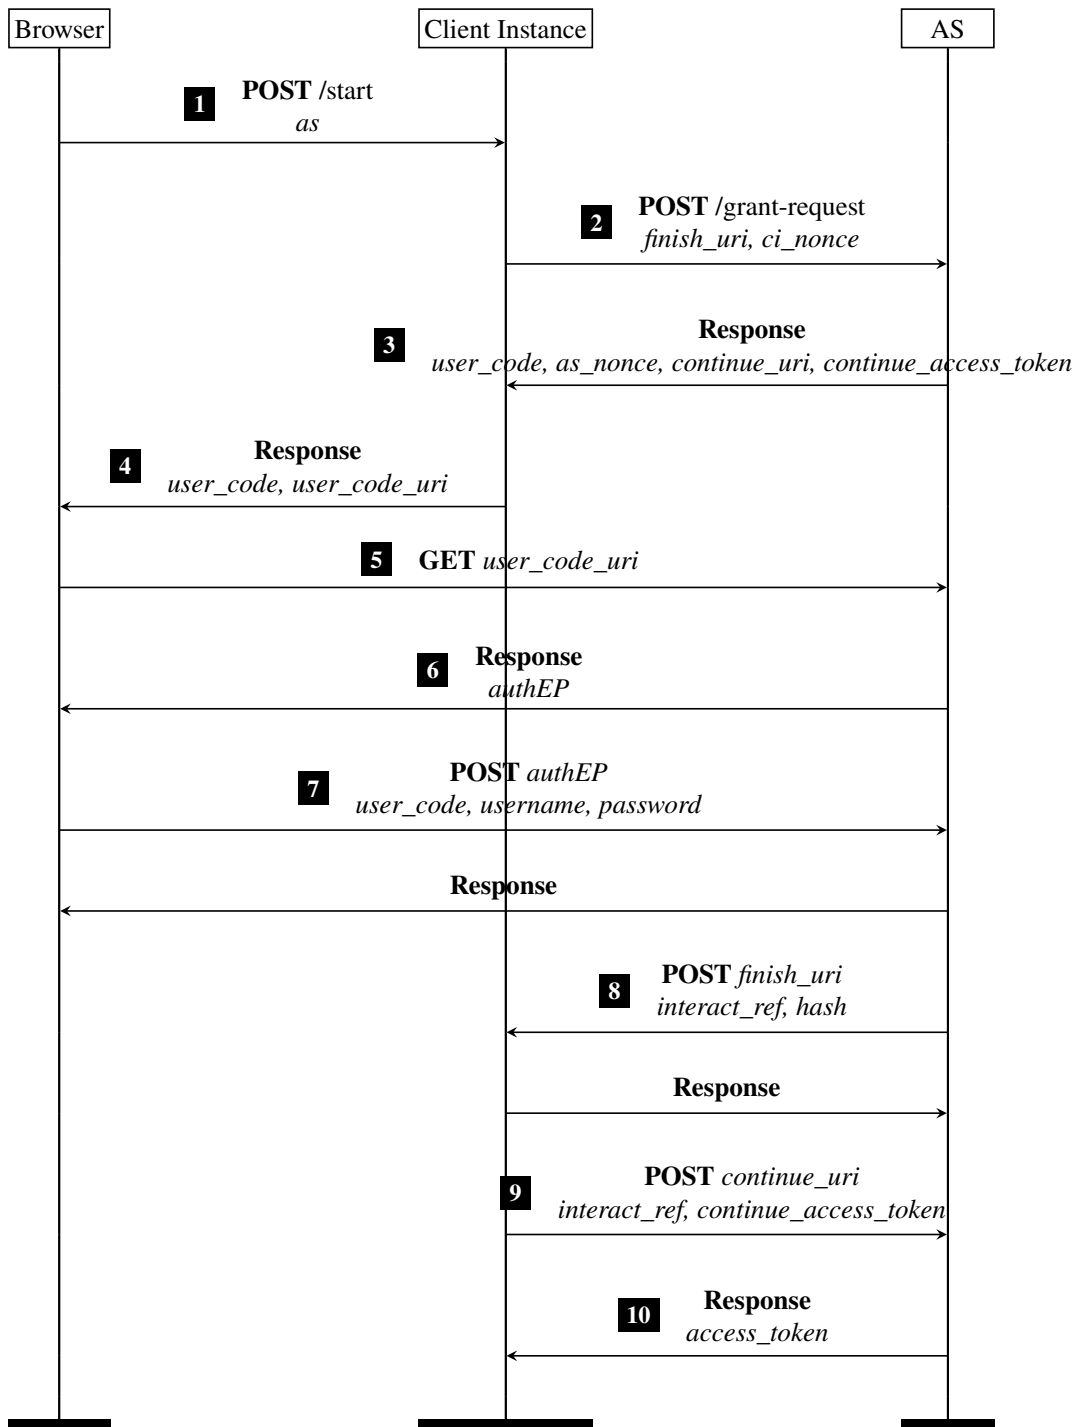 Browser
Client Instance
AS
1
POST /start
as
2
POST /grant-request
finish_uri, ci_nonce
3
Response
user_code, as_nonce, continue_uri, continue_access_token
4
Response
user_code, user_code_uri
5
GET user_code_uri
6
Response
authEP
7
POST authEP
user_code, username, password
Response
8
POST finish_uri
interact_ref, hash
Response
9
POST continue_uri
interact_ref, continue_access_token
10
Response
access_token